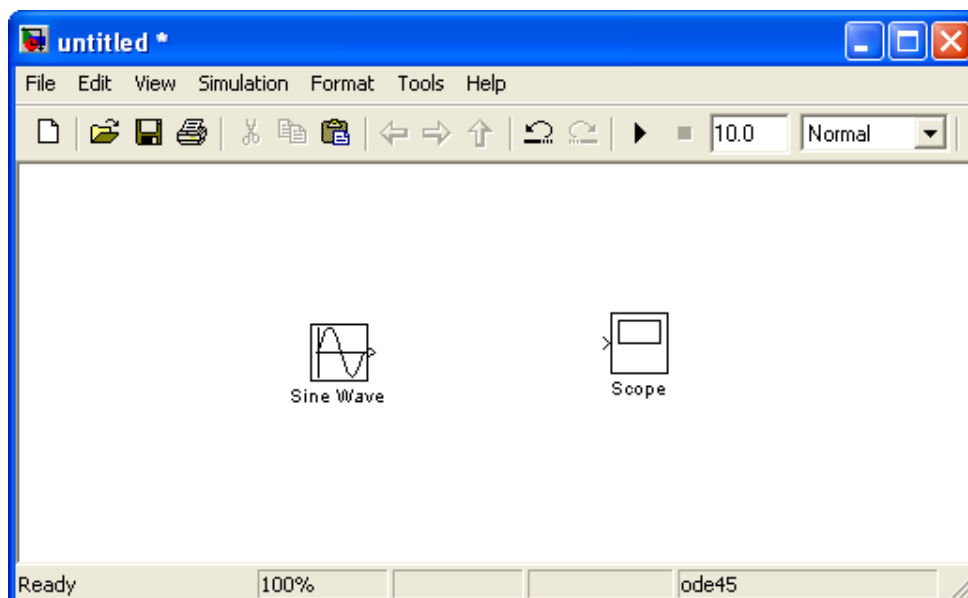 untitled *
File Edit View Simulation Format Tools Help
10.0 Normal
Sine Wave
Scope
Ready 100% ode45